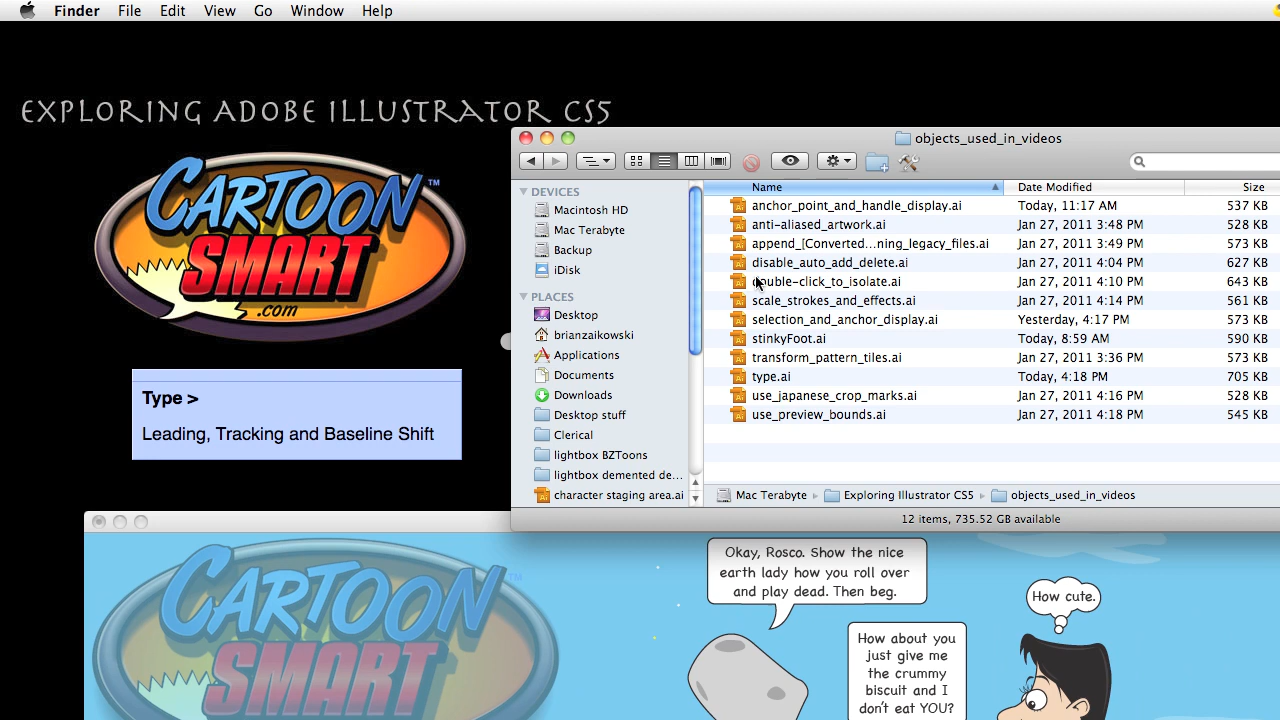 Finder File Edit View Go Window Help
EXPLORING ADOBE ILLUSTRATOR CS5
CARTOON™
SMART
.com
Type >
Leading, Tracking and Baseline Shift
objects_used_in_videos
DEVICES
Macintosh HD
Mac Terabyte
Backup
iDisk
PLACES
Desktop
brianzaikowski
Applications
Documents
Downloads
Desktop stuff
Clerical
lightbox BZToons
lightbox demented de...
character staging area.ai
Name Date Modified Size
anchor_point_and_handle_display.ai Today, 11:17 AM 537 KB
anti-aliased_artwork.ai Jan 27, 2011 3:48 PM 528 KB
append_[Converted...ning_legacy_files.ai Jan 27, 2011 3:49 PM 573 KB
disable_auto_add_delete.ai Jan 27, 2011 4:04 PM 627 KB
double-click_to_isolate.ai Jan 27, 2011 4:10 PM 643 KB
scale_strokes_and_effects.ai Jan 27, 2011 4:14 PM 561 KB
selection_and_anchor_display.ai Yesterday, 4:17 PM 573 KB
stinkyFoot.ai Today, 8:59 AM 590 KB
transform_pattern_tiles.ai Jan 27, 2011 3:36 PM 573 KB
type.ai Today, 4:18 PM 705 KB
use_japanese_crop_marks.ai Jan 27, 2011 4:16 PM 528 KB
use_preview_bounds.ai Jan 27, 2011 4:18 PM 545 KB
Mac Terabyte Exploring Illustrator CS5 objects_used_in_videos
12 items, 735.52 GB available
CARTOON™
SMART
Okay, Rosco. Show the nice
earth lady how you roll over
and play dead. Then beg.
How cute.
How about you
just give me
the crummy
biscuit and I
don't eat YOU?